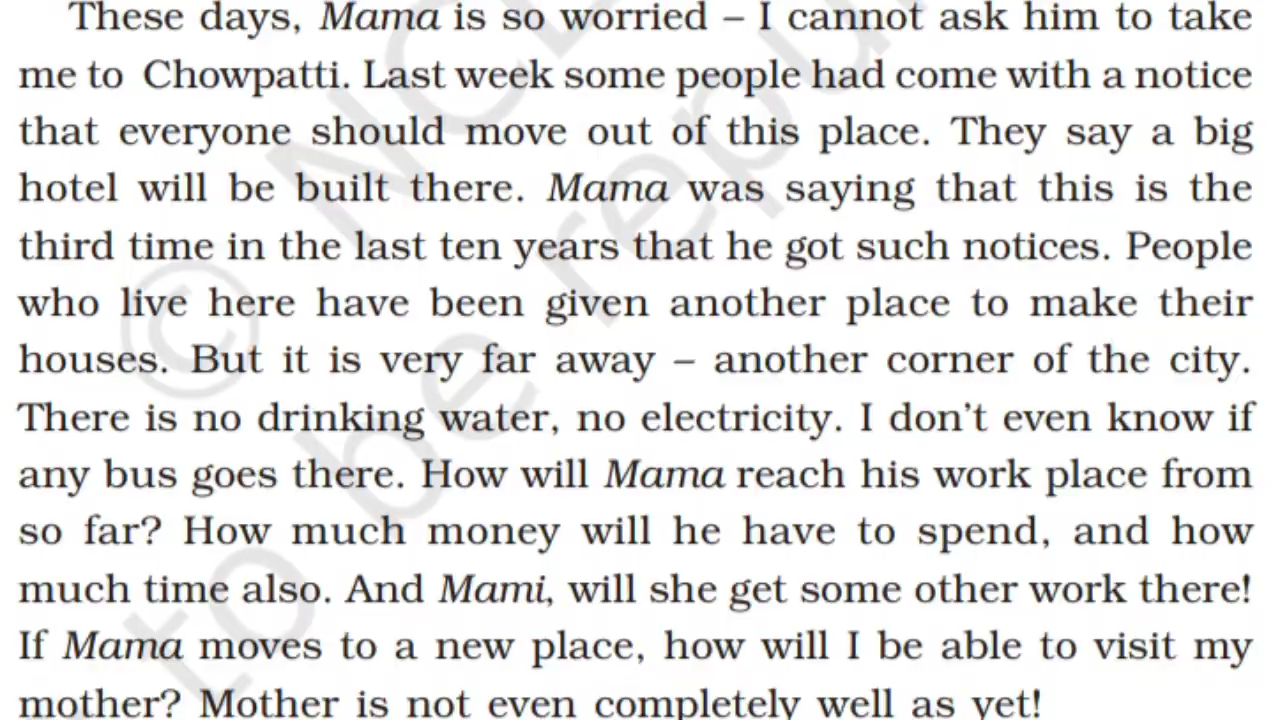 These days, Mama is so worried – I cannot ask him to take
me to Chowpatti. Last week some people had come with a notice
that everyone should move out of this place. They say a big
hotel will be built there. Mama was saying that this is the
third time in the last ten years that he got such notices. People
who live here have been given another place to make their
houses. But it is very far away – another corner of the city.
There is no drinking water, no electricity. I don’t even know if
any bus goes there. How will Mama reach his work place from
so far? How much money will he have to spend, and how
much time also. And Mami, will she get some other work there!
If Mama moves to a new place, how will I be able to visit my
mother? Mother is not even completely well as yet!
© NCE
to be repu